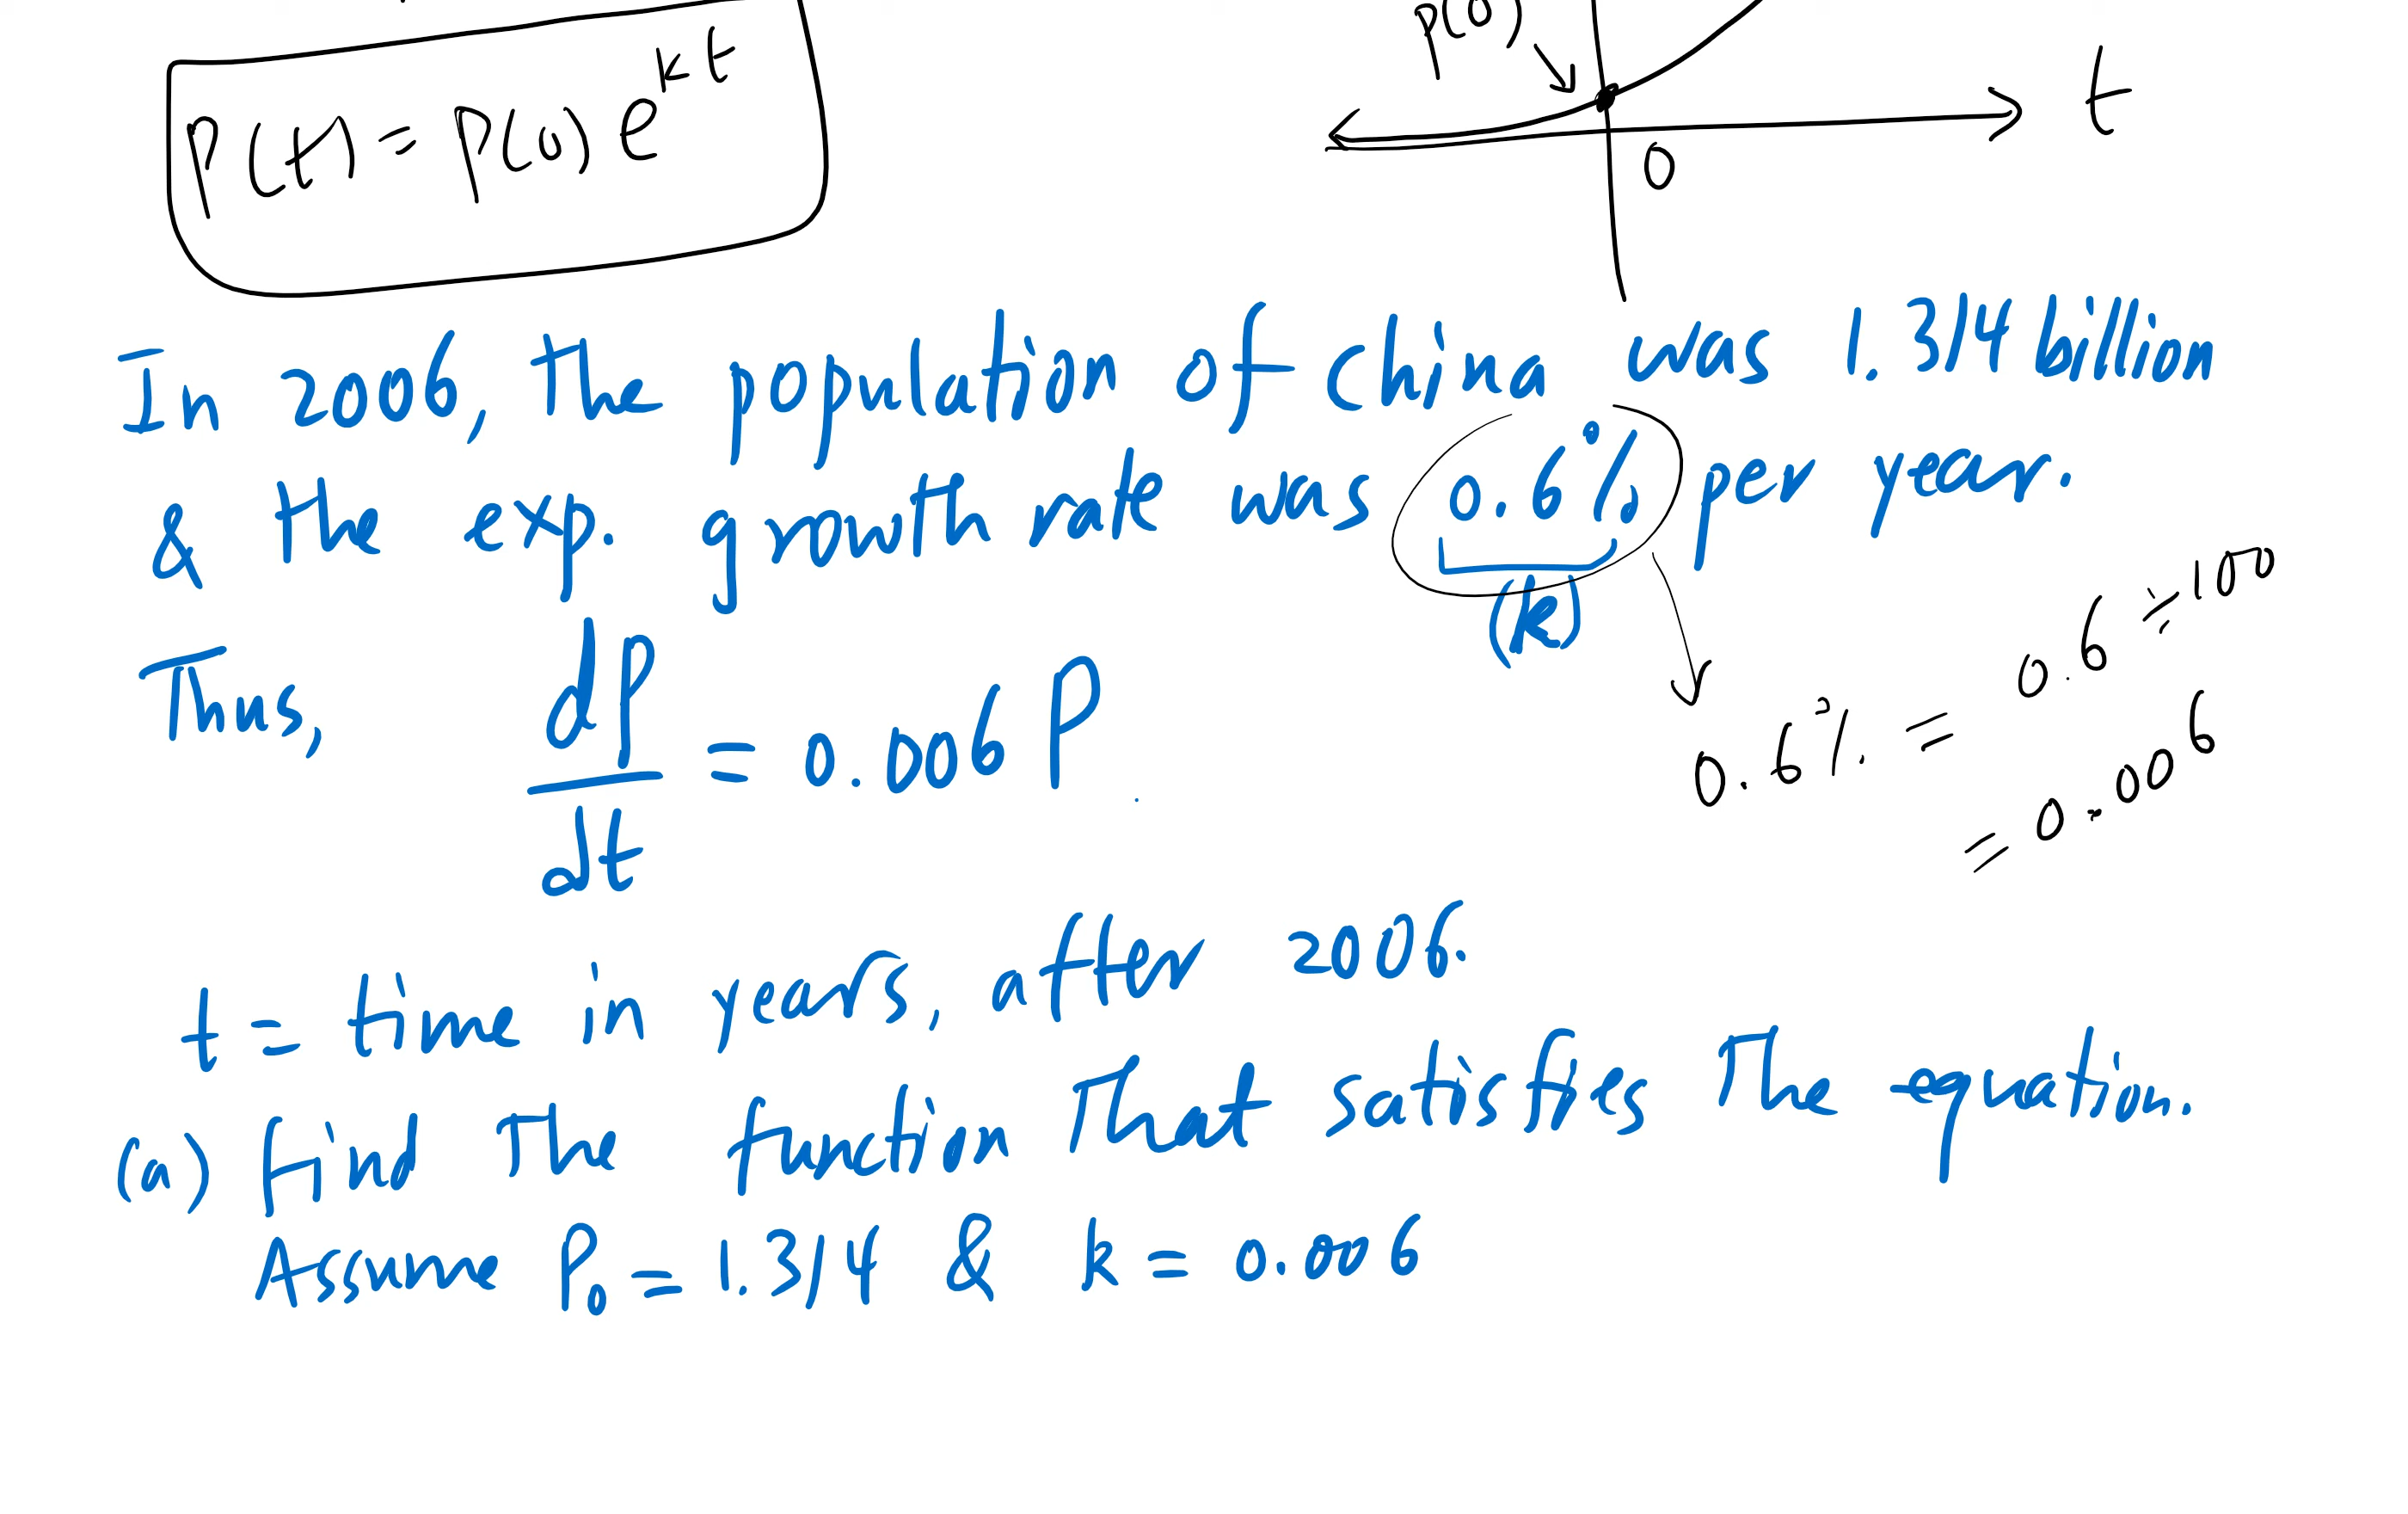 P(t) = P(0) e^{kt}
P(0)
t
0
In 2006, the population of china was 1.314 billion
& the exp. growth rate was 0.6% per year.
(k)
0.6% = 0.6 ÷ 100
= 0.006
Thus, dP/dt = 0.006 P
t = time in years, after 2006.
(a) Find The function That satisfies The equation.
Assume P₀ = 1.314 & k = 0.006